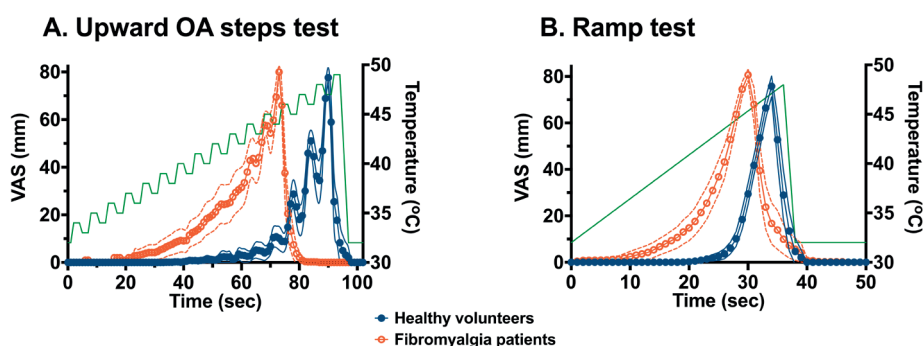 A. Upward OA steps test
B. Ramp test
80
60
40
20
0
VAS (mm)
50
45
40
35
30
Temperature (ºC)
0 20 40 60 80 100
Time (sec)
80
60
40
20
0
VAS (mm)
50
45
40
35
30
Temperature (ºC)
0 10 20 30 40 50
Time (sec)
Healthy volunteers
Fibromyalgia patients